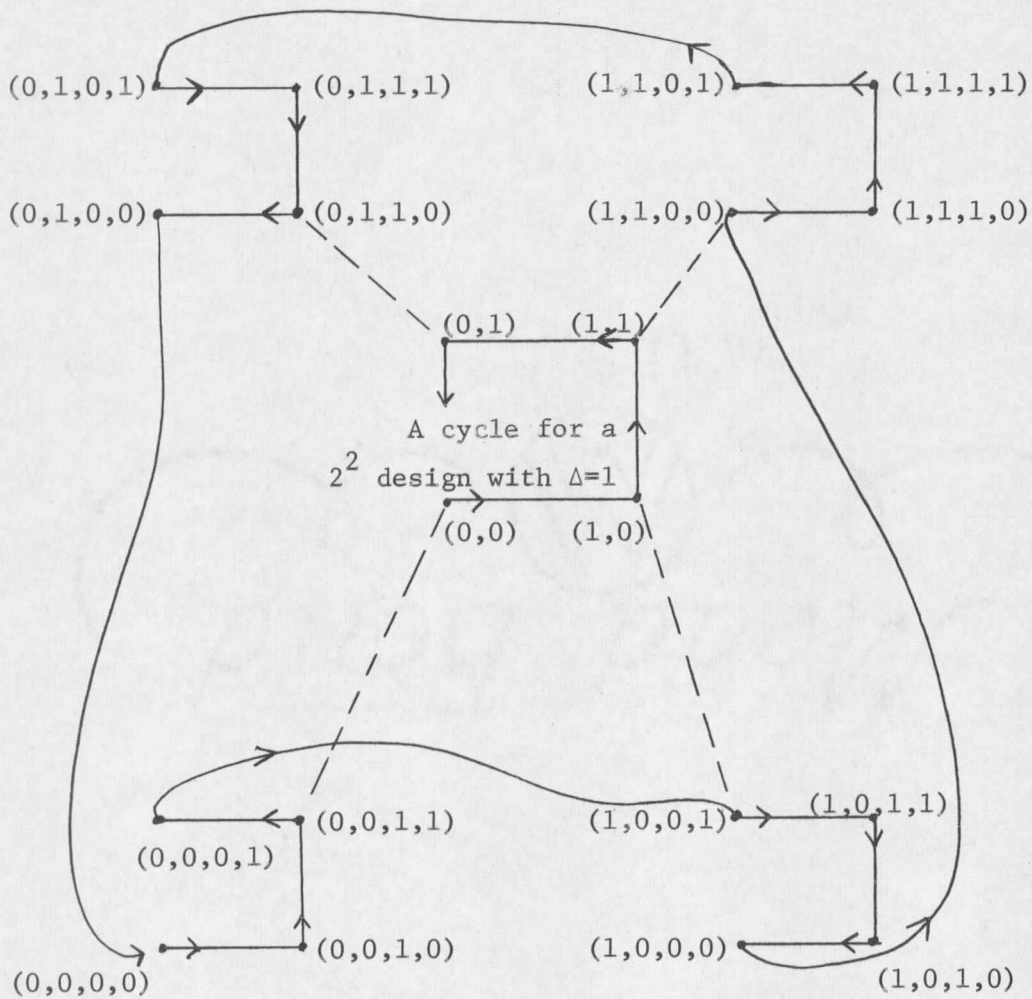 (0,1,0,1) (0,1,1,1) (1,1,0,1) (1,1,1,1)
(0,1,0,0) (0,1,1,0) (1,1,0,0) (1,1,1,0)
(0,1) (1,1)
A cycle for a
2² design with Δ=1
(0,0) (1,0)
(0,0,1,1) (1,0,0,1) (1,0,1,1)
(0,0,0,1)
(0,0,1,0) (1,0,0,0)
(0,0,0,0) (1,0,1,0)